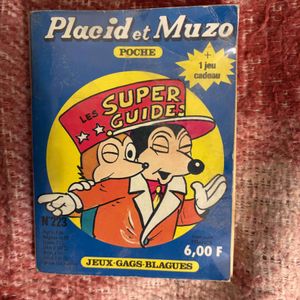 Placid et Muzo
POCHE
+
1 jeu
cadeau
LES
SUPER
GUIDES
N°223
6,00 F
JEUX-GAGS-BLAGUES